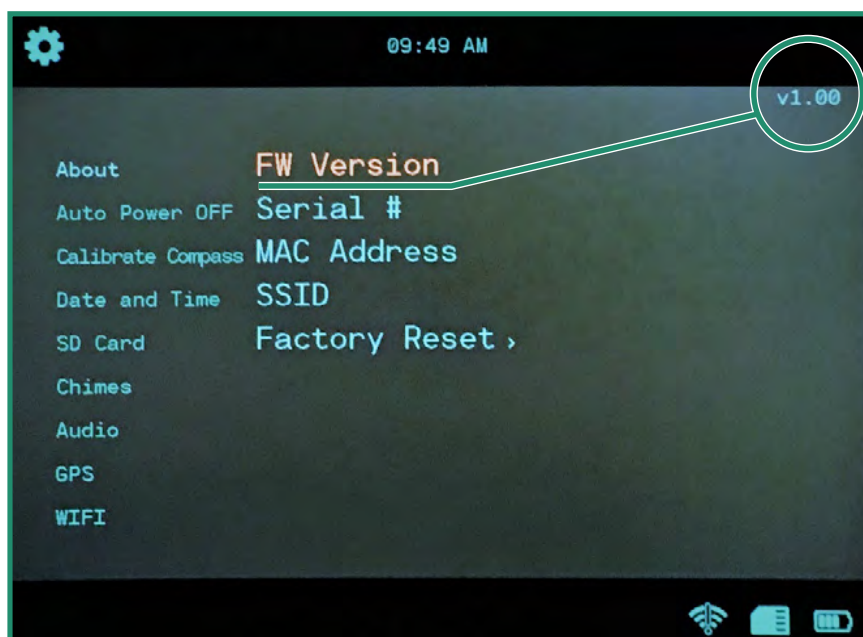 09:49 AM
v1.00
About
FW Version
Auto Power OFF
Serial #
Calibrate Compass
MAC Address
Date and Time
SSID
SD Card
Factory Reset ›
Chimes
Audio
GPS
WIFI